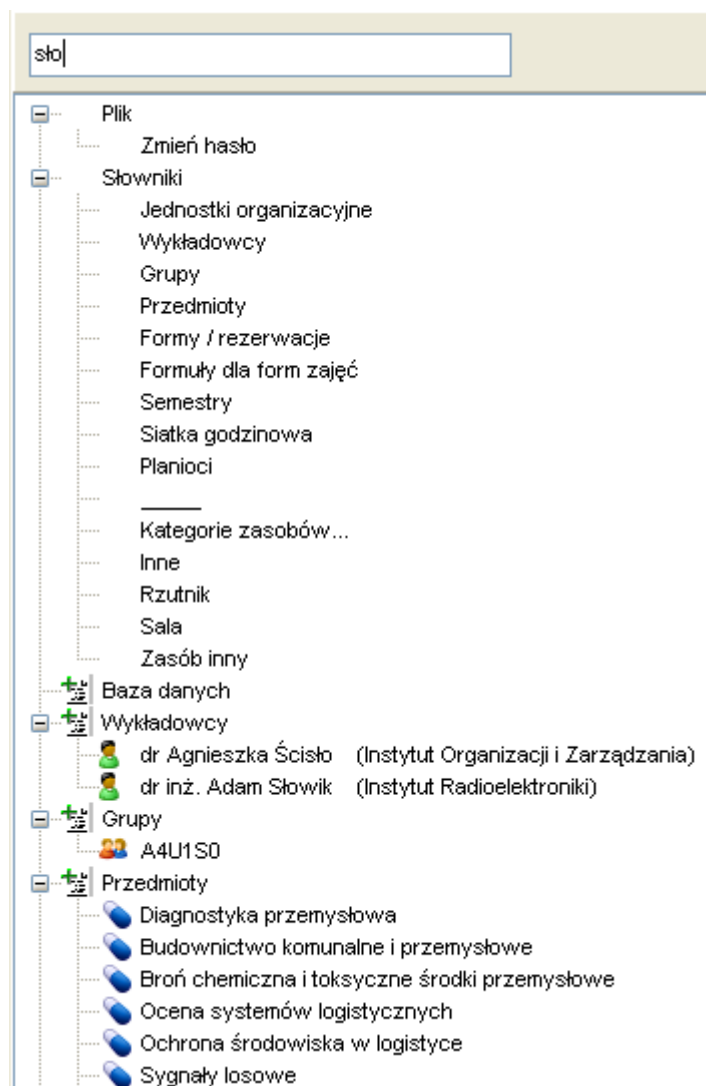 sło
Plik
Zmień hasło
Słowniki
Jednostki organizacyjne
Wykładowcy
Grupy
Przedmioty
Formy / rezerwacje
Formuły dla form zajęć
Semestry
Siatka godzinowa
Planioci
_____
Kategorie zasobów...
Inne
Rzutnik
Sala
Zasób inny
Baza danych
Wykładowcy
dr Agnieszka Ścisło (Instytut Organizacji i Zarządzania)
dr inż. Adam Słowik (Instytut Radioelektroniki)
Grupy
A4U1S0
Przedmioty
Diagnostyka przemysłowa
Budownictwo komunalne i przemysłowe
Broń chemiczna i toksyczne środki przemysłowe
Ocena systemów logistycznych
Ochrona środowiska w logistyce
Sygnały losowe